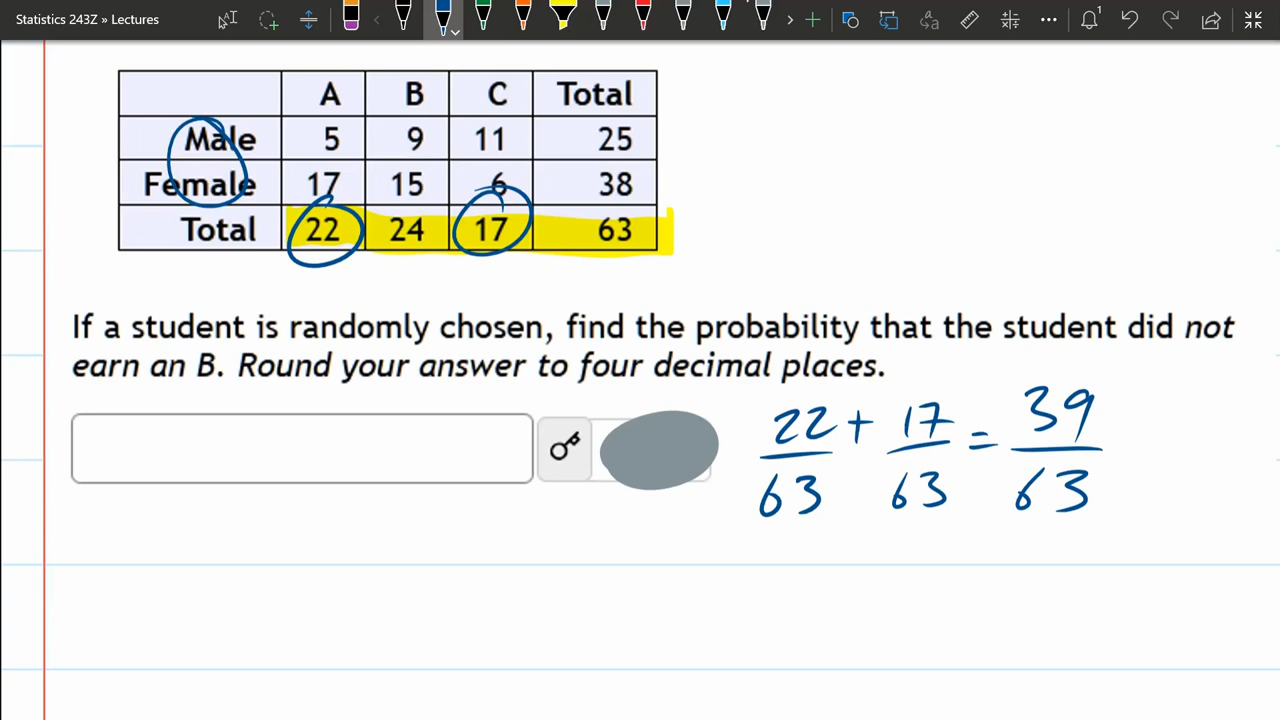 Statistics 243Z » Lectures
1
A B C Total
Male 5 9 11 25
Female 17 15 6 38
Total 22 24 17 63
If a student is randomly chosen, find the probability that the student did not
earn an B. Round your answer to four decimal places.
22/63 + 17/63 = 39/63